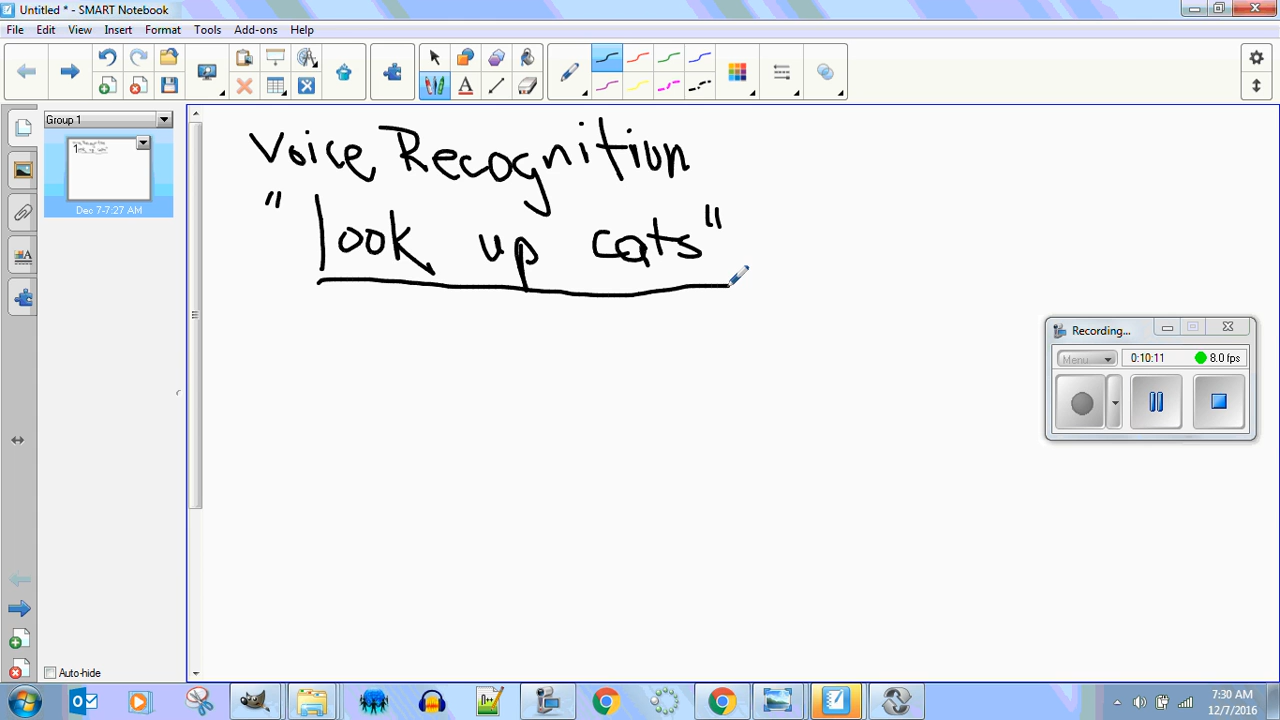 Untitled * - SMART Notebook
File Edit View Insert Format Tools Add-ons Help
Group 1
1
Dec 7-7:27 AM
Voice Recognition
"look up cats"
Recording...
Menu 0:10:11 8.0 fps
Auto-hide
7:30 AM
12/7/2016